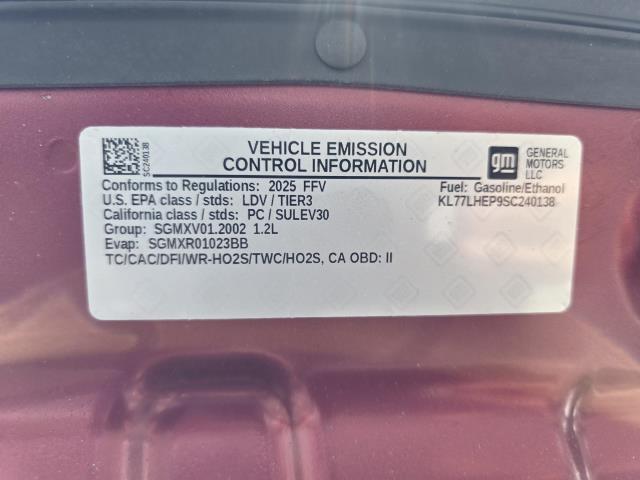 SC240138
VEHICLE EMISSION
CONTROL INFORMATION
gm
GENERAL
MOTORS
LLC
Conforms to Regulations: 2025 FFV
Fuel: Gasoline/Ethanol
U.S. EPA class / stds: LDV / TIER3
KL77LHEP9SC240138
California class / stds: PC / SULEV30
Group: SGMXV01.2002 1.2L
Evap: SGMXR01023BB
TC/CAC/DFI/WR-HO2S/TWC/HO2S, CA OBD: II